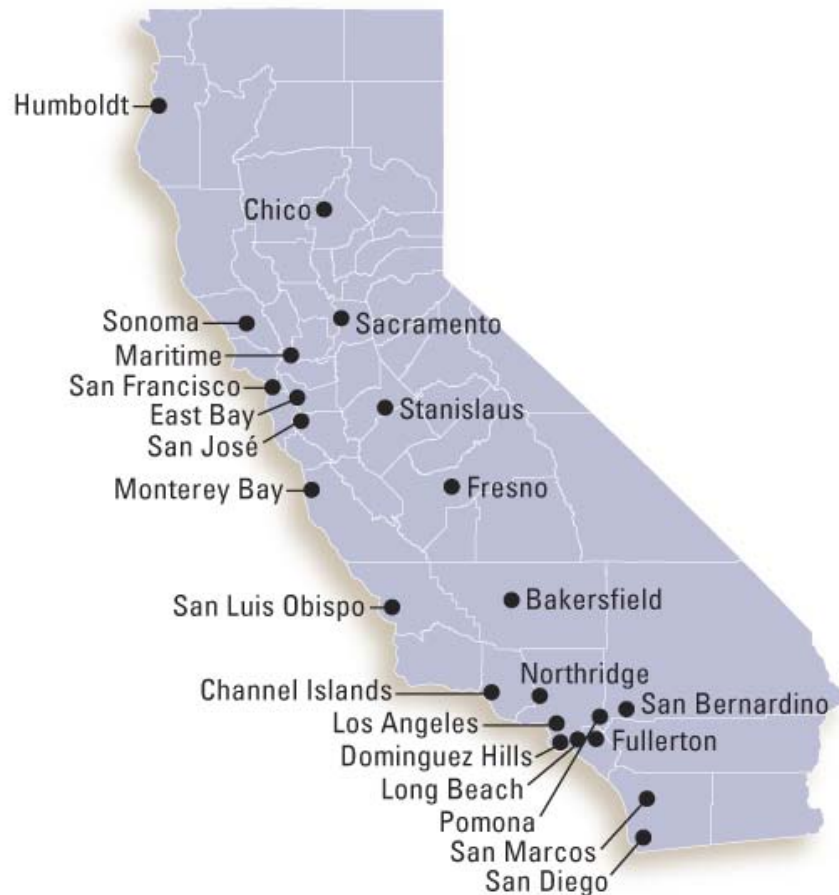 Humboldt
Chico
Sonoma
Sacramento
Maritime
San Francisco
East Bay
Stanislaus
San José
Monterey Bay
Fresno
San Luis Obispo
Bakersfield
Northridge
Channel Islands
San Bernardino
Los Angeles
Fullerton
Dominguez Hills
Long Beach
Pomona
San Marcos
San Diego